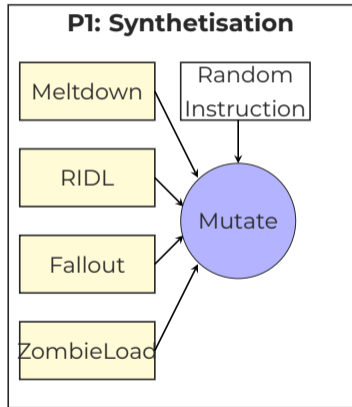 P1: Synthetisation
Meltdown
Random
Instruction
RIDL
Mutate
Fallout
ZombieLoad